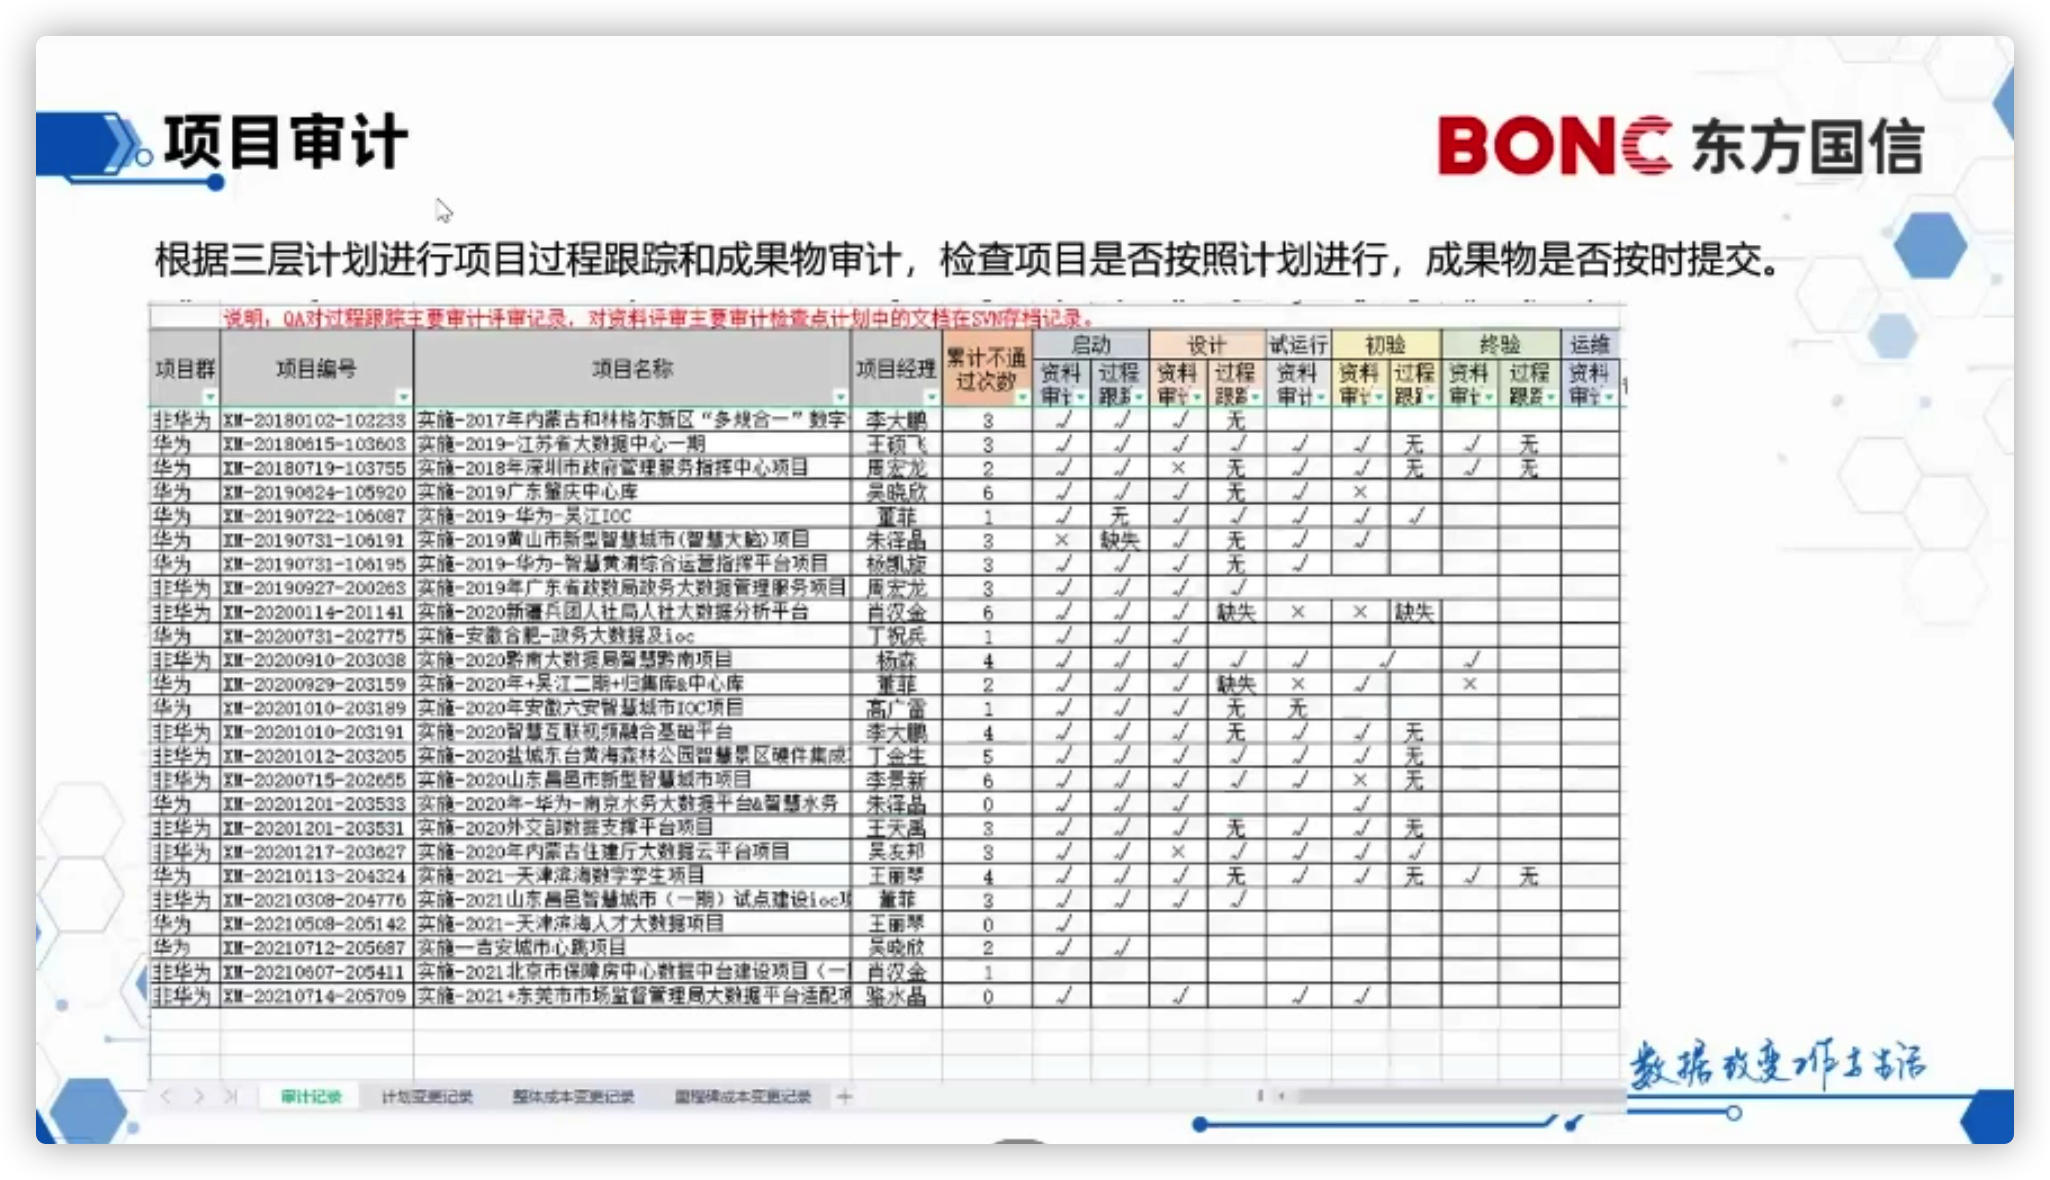 项目审计
BONC 东方国信
根据三层计划进行项目过程跟踪和成果物审计，检查项目是否按照计划进行，成果物是否按时提交。
说明：QA对过程跟踪主要审计评审记录，对资料评审主要审计检查点计划中的文档在SVN存档记录。
项目群 项目编号 项目名称 项目经理 累计不通过次数 启动 设计 试运行 初验 终验 运维
资料审计 过程跟踪 资料审计 过程跟踪 资料审计 资料审计 过程跟踪 资料审计 过程跟踪 资料审计
非华为 XM-20180102-102233 实施-2017年内蒙古和林格尔新区“多规合一”数字 李大鹏 3 √ √ √ 无
华为 XM-20180615-103603 实施-2019-江苏省大数据中心一期 王硕飞 3 √ √ √ √ √ √ 无 √ 无
华为 XM-20180719-103755 实施-2018年深圳市政府管理服务指挥中心项目 周宏龙 2 √ √ × 无 √ √ 无 √ 无
华为 XM-20190624-105920 实施-2019广东肇庆中心库 吴晓欣 6 √ √ √ 无 √ ×
华为 XM-20190722-106087 实施-2019-华为-吴江IOC 董菲 1 √ 无 √ √ √ √ √
华为 XM-20190731-106191 实施-2019黄山市新型智慧城市(智慧大脑)项目 朱泽晶 3 × 缺失 √ 无 √ √
华为 XM-20190731-106195 实施-2019-华为-智慧黄浦综合运营指挥平台项目 杨凯旋 3 √ √ √ 无 √
非华为 XM-20190927-200263 实施-2019年广东省政数局政务大数据管理服务项目 周宏龙 3 √ √ √ √
非华为 XM-20200114-201141 实施-2020新疆兵团人社局人社大数据分析平台 肖汉金 6 √ √ √ 缺失 × × 缺失
华为 XM-20200731-202775 实施-安徽合肥-政务大数据及ioc 丁祝兵 1 √ √ √
非华为 XM-20200910-203038 实施-2020黔南大数据局智慧黔南项目 杨森 4 √ √ √ √ √ √ √
华为 XM-20200929-203159 实施-2020年+吴江二期+归集库&中心库 董菲 2 √ √ √ 缺失 × √ ×
华为 XM-20201010-203189 实施-2020年安徽六安智慧城市IOC项目 高广雷 1 √ √ √ 无 无
非华为 XM-20201010-203191 实施-2020智慧互联视频融合基础平台 李大鹏 4 √ √ √ 无 √ √ 无
非华为 XM-20201012-203205 实施-2020盐城东台黄海森林公园智慧景区硬件集成 丁金生 5 √ √ √ √ √ √ 无
非华为 XM-20200715-202655 实施-2020山东昌邑市新型智慧城市项目 李景新 6 √ √ √ √ √ × 无
华为 XM-20201201-203533 实施-2020年-华为-南京水务大数据平台&智慧水务 朱泽晶 0 √ √ √ √
非华为 XM-20201201-203531 实施-2020外交部数据支撑平台项目 王天禹 3 √ √ √ 无 √ √ 无
非华为 XM-20201217-203627 实施-2020年内蒙古住建厅大数据云平台项目 吴友邦 3 √ √ × √ √ √ √
华为 XM-20210113-204324 实施-2021-天津滨海数字孪生项目 王丽琴 4 √ √ √ 无 √ √ 无 √ 无
非华为 XM-20210308-204776 实施-2021山东昌邑智慧城市（一期）试点建设ioc项 董菲 3 √ √ √ √
华为 XM-20210508-205142 实施-2021-天津滨海人才大数据项目 王丽琴 0 √
华为 XM-20210712-205687 实施—吉安城市心跳项目 吴晓欣 2 √ √
非华为 XM-20210607-205411 实施-2021北京市保障房中心数据中台建设项目（一 肖汉金 1
非华为 XM-20210714-205709 实施-2021+东莞市市场监督管理局大数据平台适配项 骆水晶 0 √ √ √ √
审计记录 计划变更记录 整体成本变更记录 里程碑成本变更记录
数据改变工作与生活